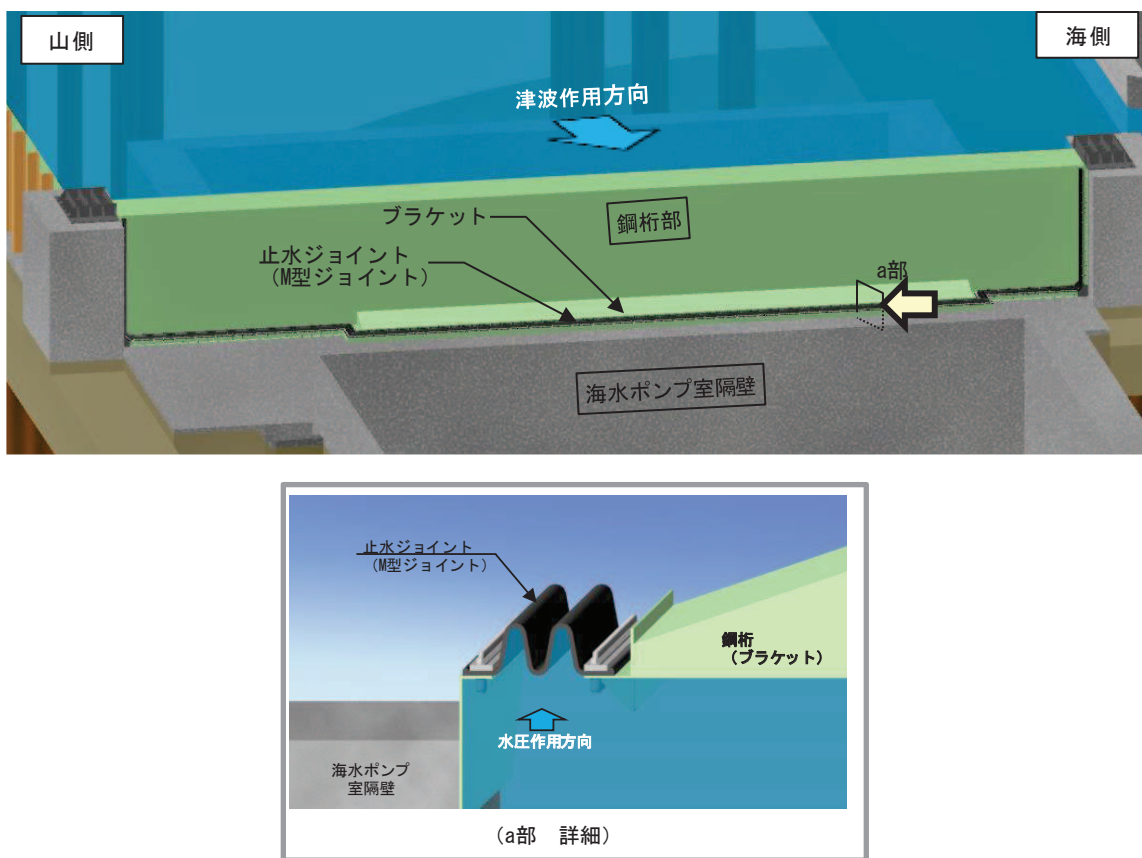 山側
海側
津波作用方向
ブラケット
鋼桁部
止水ジョイント
（M型ジョイント）
a部
海水ポンプ室隔壁
止水ジョイント
（M型ジョイント）
鋼桁
（ブラケット）
水圧作用方向
海水ポンプ
室隔壁
（a部　詳細）